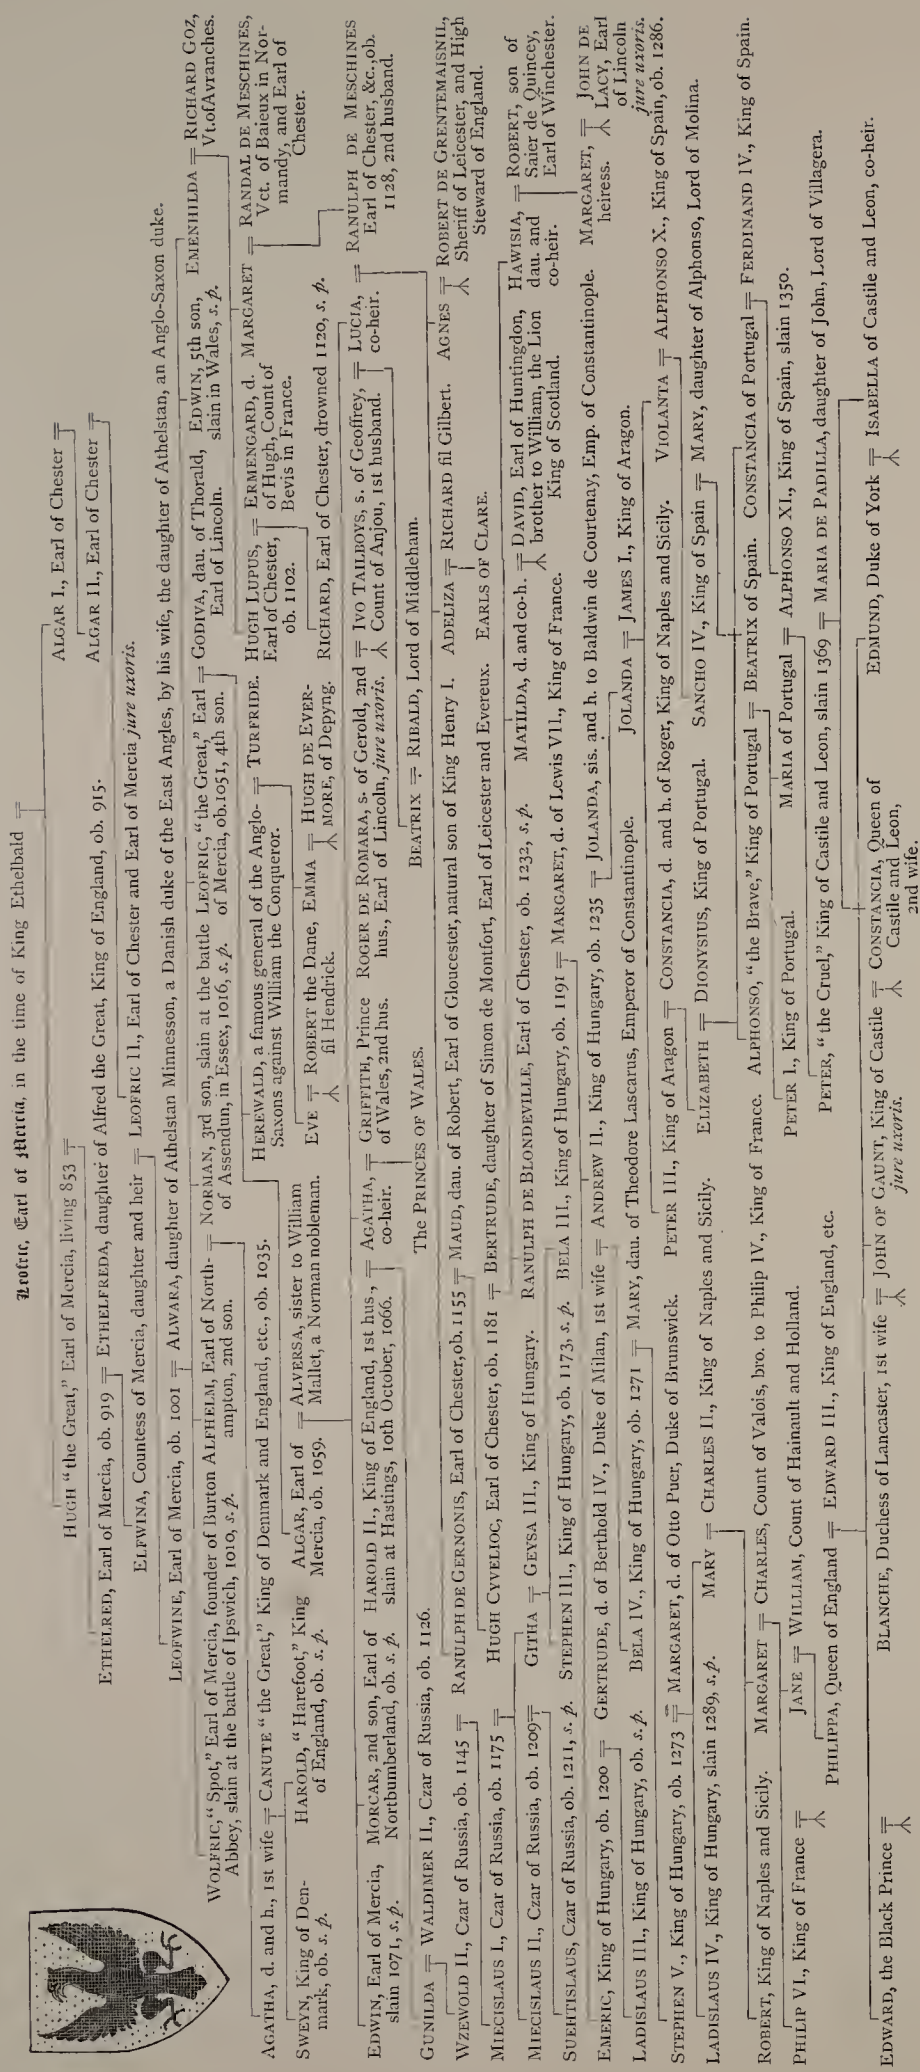 Leofric, Earl of Mercia, in the time of King Ethelbald
HUGH "the Great," Earl of Mercia, living 853
ALGAR I., Earl of Chester
ETHELRED, Earl of Mercia, ob. 919 ETHELFREDA, daughter of Alfred the Great, King of England, ob. 915.
ALGAR II., Earl of Chester
ELFWINA, Countess of Mercia, daughter and heir LEOFRIC II., Earl of Chester and Earl of Mercia jure uxoris.
LEOFWINE, Earl of Mercia, ob. 1001 ALWARA, daughter of Athelstan Minnesson, a Danish duke of the East Angles, by his wife, the daughter of Athelstan, an Anglo-Saxon duke.
WOLFRIC, "Spot," Earl of Mercia, founder of Burton
Abbey, slain at the battle of Ipswich, 1010, s.p.
ALFHELM, Earl of North-
ampton, 2nd son.
NORMAN, 3rd son, slain at the battle
of Assendun, in Essex, 1016, s.p.
LEOFRIC, "the Great," Earl
of Mercia, ob. 1051, 4th son.
GODIVA, dau. of Thorald,
Earl of Lincoln.
EDWIN, 5th son,
slain in Wales, s.p.
EMENHILDA = RICHARD GOZ,
Vt. of Avranches.
AGATHA, d. and h., 1st wife = CANUTE "the Great," King of Denmark and England, etc., ob. 1035.
HEREWALD, a famous general of the Anglo-
Saxons against William the Conqueror.
= TURFRIDE.
HUGH LUPUS,
Earl of Chester,
ob. 1102.
= ERMENGARD, d.
of Hugh, Count of
Bevis in France.
MARGARET = RANDAL DE MESCHINES,
Vct. of Baieux in Nor-
mandy, and Earl of
Chester.
SWEYN, King of Den-
mark, ob. s.p.
HAROLD, "Harefoot," King
of England, ob. s.p.
ALGAR, Earl of
Mercia, ob. 1059.
= ALVERSA, sister to William
Mallet, a Norman nobleman.
EVE = ROBERT the Dane,
fil Hendrick.
EMMA = HUGH DE EVER-
MORE, of Depyng.
RICHARD, Earl of Chester, drowned 1120, s.p.
EDWIN, Earl of Mercia,
slain 1071, s.p.
MORCAR, 2nd son, Earl of
Northumberland, ob. s.p.
HAROLD II., King of England, 1st hus.,
slain at Hastings, 10th October, 1066.
= AGATHA,
co-heir.
= GRIFFITH, Prince
of Wales, 2nd hus.
ROGER DE ROMARA, s. of Gerold, 2nd
hus., Earl of Lincoln, jure uxoris.
= IVO TAILBOYS, s. of Geoffrey,
Count of Anjou, 1st husband.
= LUCIA,
co-heir.
= RANULPH DE MESCHINES
Earl of Chester, &c., ob.
1128, 2nd husband.
GUNILDA = WALDIMER II., Czar of Russia, ob. 1126.
The PRINCES OF WALES.
BEATRIX = RIBALD, Lord of Middleham.
WZEWOLD II., Czar of Russia, ob. 1145
RANULPH DE GERNONIS, Earl of Chester, ob. 1155 = MAUD, dau. of Robert, Earl of Gloucester, natural son of King Henry I.
ADELIZA = RICHARD fil Gilbert.
AGNES = ROBERT DE GRENTEMAISNIL,
Sheriff of Leicester, and High
Steward of England.
MIECISLAUS I., Czar of Russia, ob. 1175
HUGH CYVELIOC, Earl of Chester, ob. 1181 = BERTRUDE, daughter of Simon de Montfort, Earl of Leicester and Evereux.
EARLS OF CLARE.
MIECISLAUS II., Czar of Russia, ob. 1209
GITHA = GEYSA III., King of Hungary.
RANULPH DE BLONDEVILLE, Earl of Chester, ob. 1232, s.p.
MATILDA, d. and co-h. = DAVID, Earl of Huntingdon,
brother to William, the Lion
King of Scotland.
HAWISIA,
dau. and
co-heir.
= ROBERT, son of
Saier de Quincey,
Earl of Winchester.
SUEHTISLAUS, Czar of Russia, ob. 1211, s.p.
STEPHEN III., King of Hungary, ob. 1173, s.p.
BELA III., King of Hungary, ob. 1191 = MARGARET, d. of Lewis VII., King of France.
MARGARET,
heiress.
= JOHN DE
LACY, Earl
of Lincoln
jure uxoris.
EMERIC, King of Hungary, ob. 1200
GERTRUDE, d. of Berthold IV., Duke of Milan, 1st wife = ANDREW II., King of Hungary, ob. 1235 = JOLANDA, sis. and h. to Baldwin de Courtenay, Emp. of Constantinople.
LADISLAUS III., King of Hungary, ob. s.p.
BELA IV., King of Hungary, ob. 1271 = MARY, dau. of Theodore Lascarus, Emperor of Constantinople.
JOLANDA = JAMES I., King of Aragon.
STEPHEN V., King of Hungary, ob. 1273 = MARGARET, d. of Otto Puer, Duke of Brunswick.
PETER III., King of Aragon = CONSTANCIA, d. and h. of Roger, King of Naples and Sicily.
VIOLANTA = ALPHONSO X., King of Spain, ob. 1286.
LADISLAUS IV., King of Hungary, slain 1289, s.p.
MARY = CHARLES II., King of Naples and Sicily.
ELIZABETH = DIONYSIUS, King of Portugal.
SANCHO IV., King of Spain = MARY, daughter of Alphonso, Lord of Molina.
ROBERT, King of Naples and Sicily.
MARGARET = CHARLES, Count of Valois, bro. to Philip IV., King of France.
ALPHONSO, "the Brave," King of Portugal = BEATRIX of Spain.
CONSTANCIA of Portugal = FERDINAND IV., King of Spain.
PHILIP VI., King of France
JANE = WILLIAM, Count of Hainault and Holland.
PETER I., King of Portugal.
MARIA of Portugal = ALPHONSO XI., King of Spain, slain 1350.
PHILIPPA, Queen of England = EDWARD III., King of England, etc.
PETER, "the Cruel," King of Castile and Leon, slain 1369 = MARIA DE PADILLA, daughter of John, Lord of Villagera.
EDWARD, the Black Prince
BLANCHE, Duchess of Lancaster, 1st wife = JOHN OF GAUNT, King of Castile
jure uxoris.
= CONSTANCIA, Queen of
Castile and Leon,
2nd wife.
EDMUND, Duke of York = ISABELLA of Castile and Leon, co-heir.